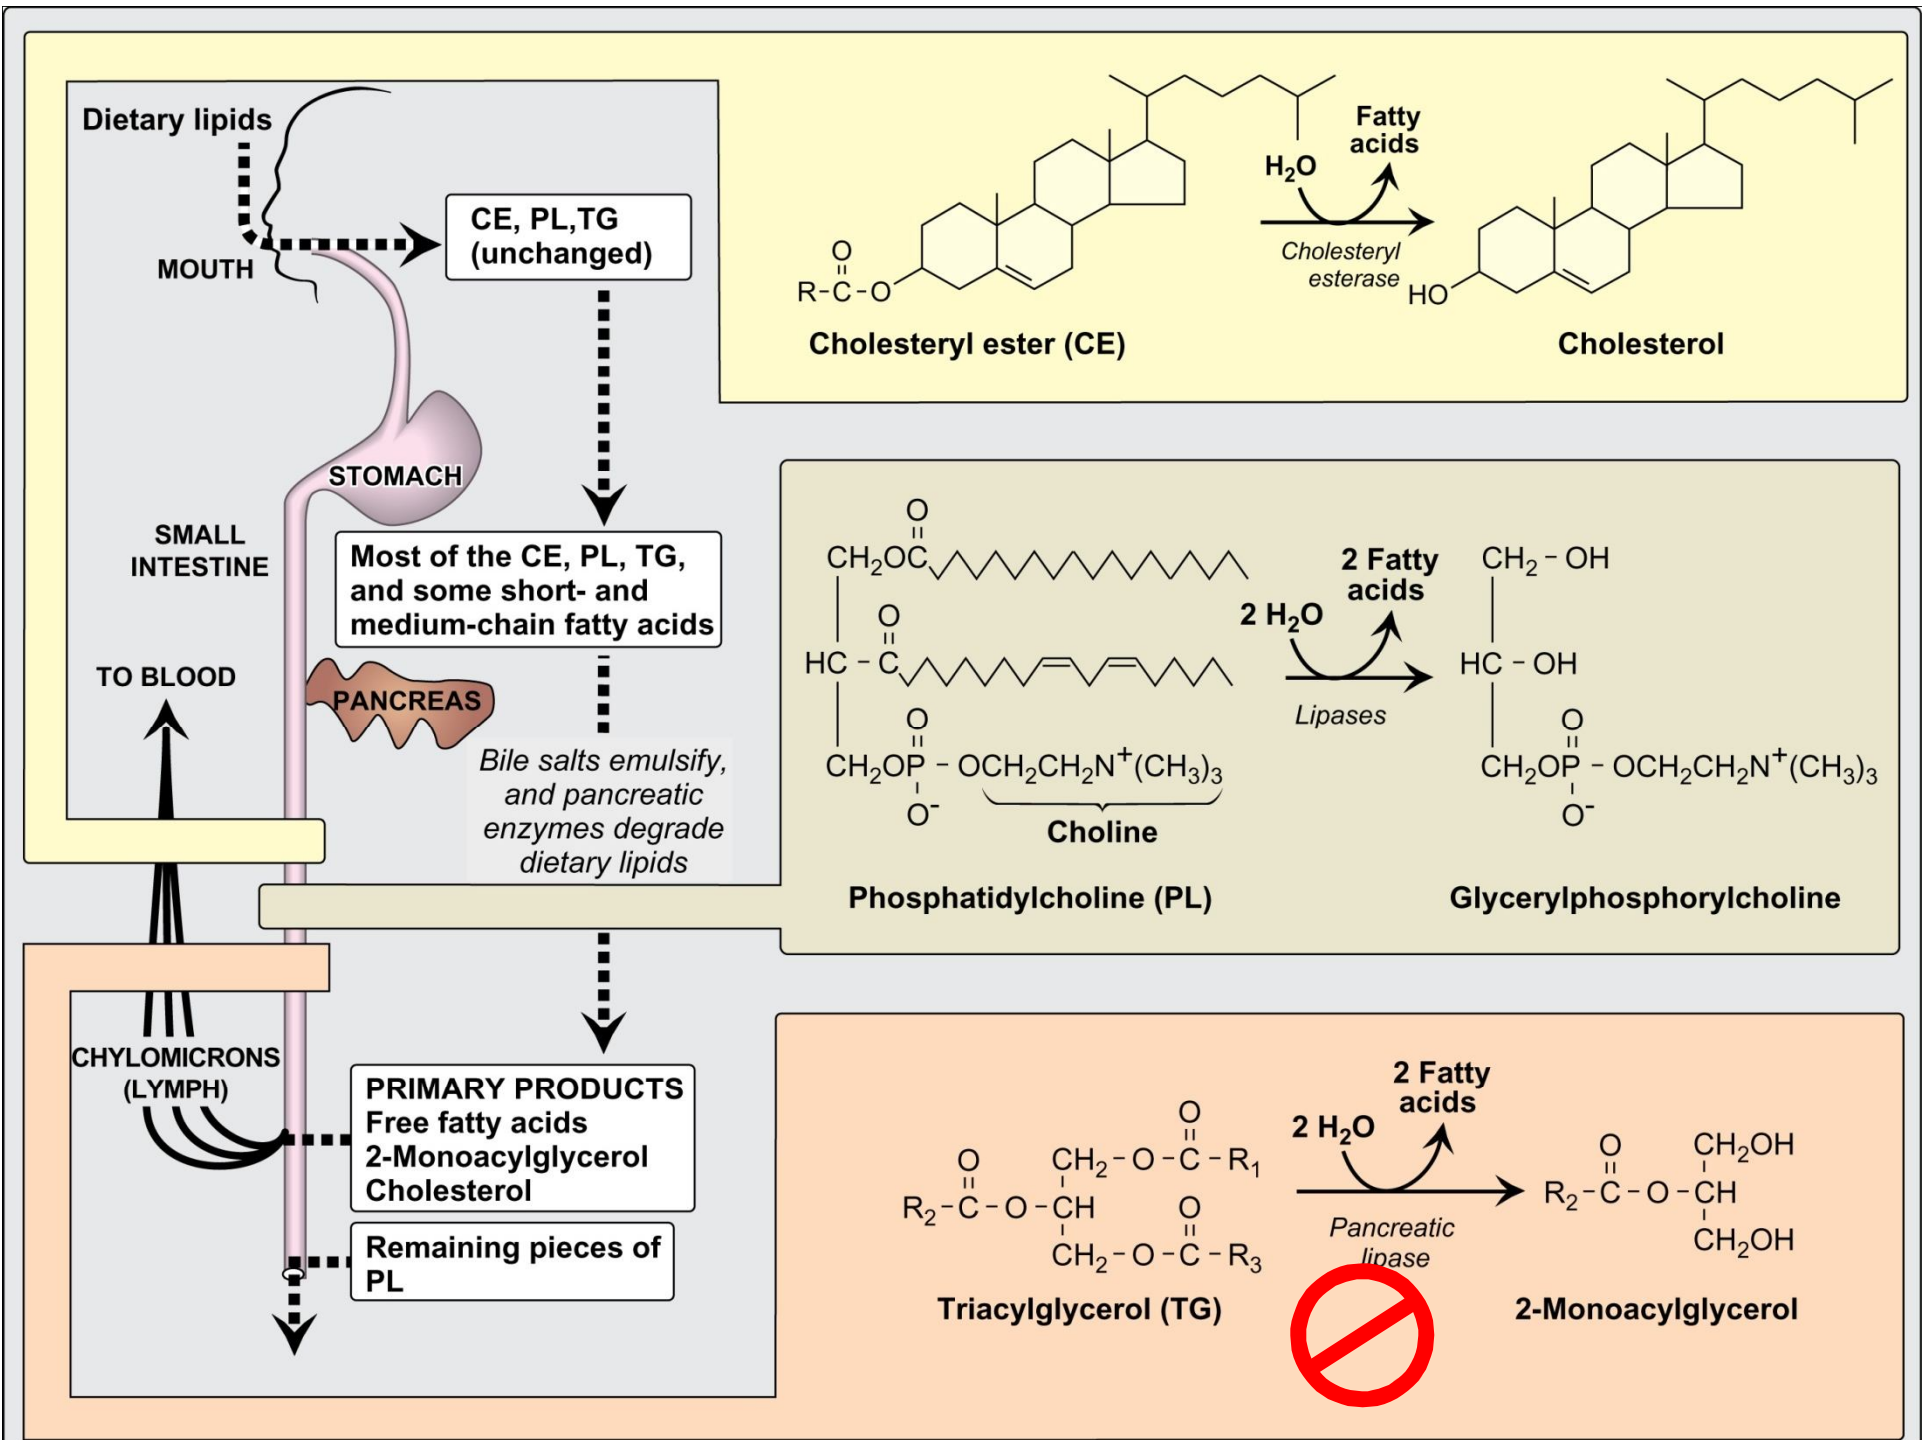 Dietary lipids
MOUTH
CE, PL,TG
(unchanged)
STOMACH
SMALL
INTESTINE
Most of the CE, PL, TG,
and some short- and
medium-chain fatty acids
TO BLOOD
PANCREAS
Bile salts emulsify,
and pancreatic
enzymes degrade
dietary lipids
CHYLOMICRONS
(LYMPH)
PRIMARY PRODUCTS
Free fatty acids
2-Monoacylglycerol
Cholesterol
Remaining pieces of
PL
O
R-C-O
Fatty
acids
H₂O
Cholesteryl
esterase
HO
Cholesteryl ester (CE)
Cholesterol
O
CH₂OC
O
HC - C
O
CH₂OP - OCH₂CH₂N⁺(CH₃)₃
O⁻
Choline
2 Fatty
acids
2 H₂O
Lipases
CH₂ - OH
HC - OH
O
CH₂OP - OCH₂CH₂N⁺(CH₃)₃
O⁻
Phosphatidylcholine (PL)
Glycerylphosphorylcholine
O
CH₂-O-C-R₁
O
R₂-C-O-CH
O
CH₂-O-C-R₃
2 Fatty
acids
2 H₂O
Pancreatic
lipase
O
CH₂OH
R₂-C-O-CH
CH₂OH
Triacylglycerol (TG)
2-Monoacylglycerol